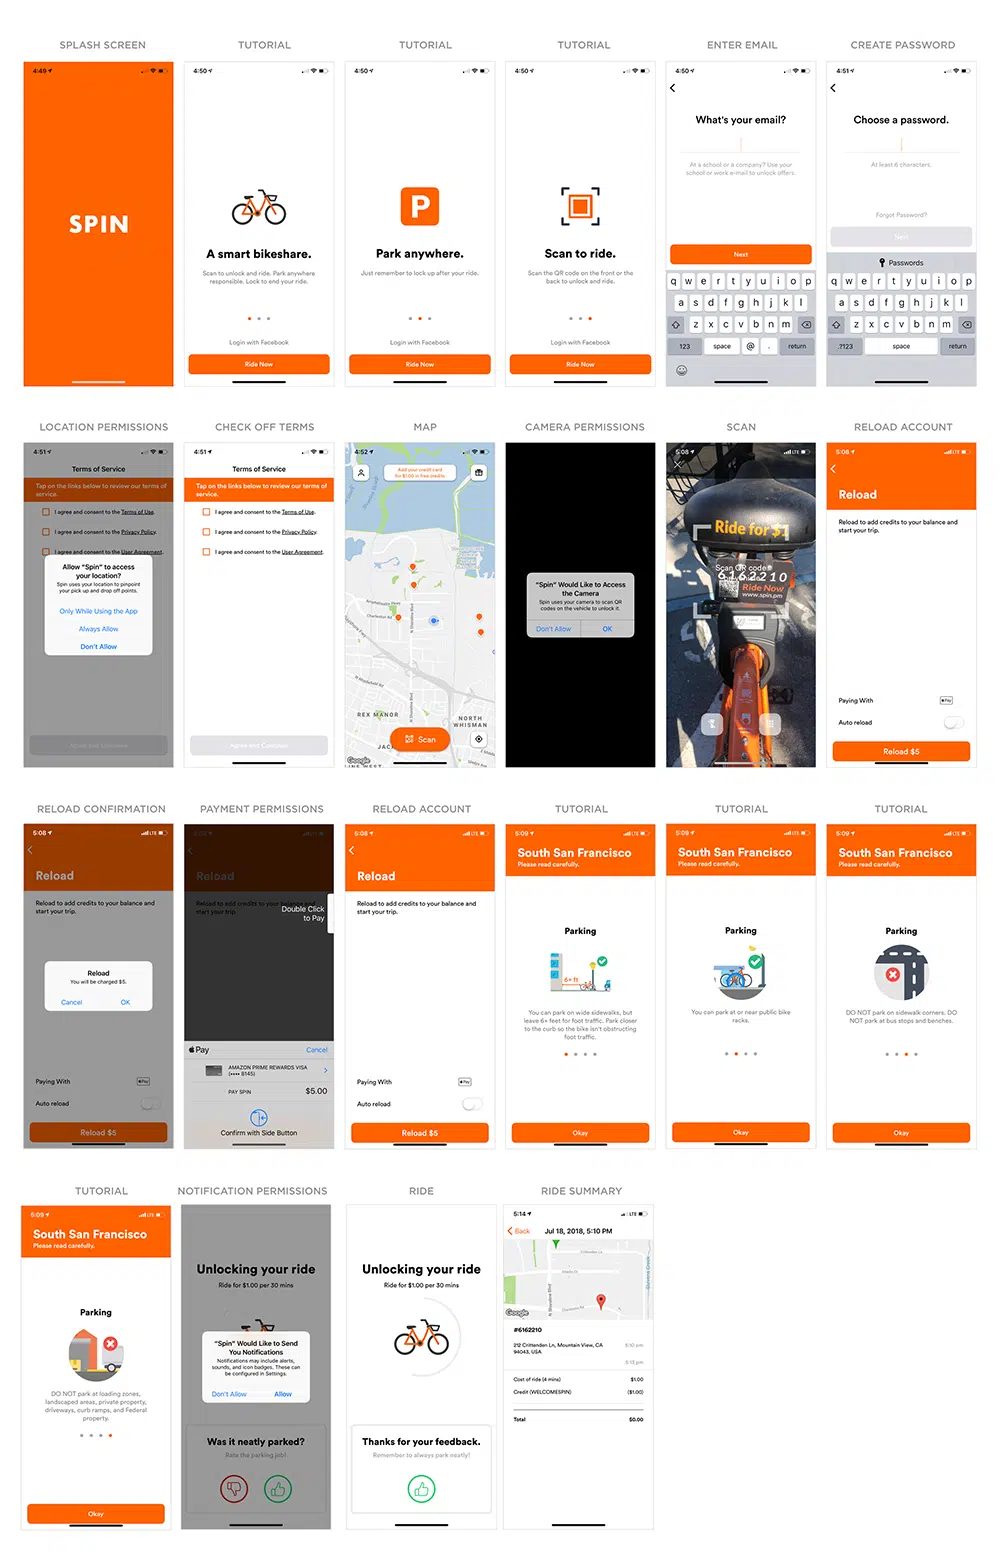 SPLASH SCREEN
TUTORIAL
TUTORIAL
TUTORIAL
ENTER EMAIL
CREATE PASSWORD
4:49
SPIN
4:50
A smart bikeshare.
Scan to unlock and ride. Park anywhere
responsible. Lock to end your ride.
Login with Facebook
Ride Now
4:50
P
Park anywhere.
Just remember to lock up after your ride.
Login with Facebook
Ride Now
4:50
Scan to ride.
Scan the QR code on the front or the
back to unlock and ride.
Login with Facebook
Ride Now
4:50
What's your email?
At a school or a company? Use your
school or work e-mail to unlock offers.
Next
q w e r t y u i o p
a s d f g h j k l
z x c v b n m
123 space @ . return
4:51
Choose a password.
At least 6 characters.
Forgot Password?
Next
Passwords
q w e r t y u i o p
a s d f g h j k l
z x c v b n m
.?123 space return
LOCATION PERMISSIONS
CHECK OFF TERMS
MAP
CAMERA PERMISSIONS
SCAN
RELOAD ACCOUNT
4:51
Terms of Service
Tap on the links below to review our terms of
service.
I agree and consent to the Terms of Use.
I agree and consent to the Privacy Policy.
I agree and consent to the User Agreement.
Allow “Spin” to access
your location?
Spin uses your location to pinpoint
your pick up and drop off points.
Only While Using the App
Always Allow
Don't Allow
Agree and Continue
4:51
Terms of Service
Tap on the links below to review our terms of
service.
I agree and consent to the Terms of Use.
I agree and consent to the Privacy Policy.
I agree and consent to the User Agreement.
Agree and Continue
4:52
Add your credit card
for $1.00 in free credits
Charleston Rd
N Shoreline Blvd
REX MANOR
NORTH
WHISMAN
Scan
Google
“Spin” Would Like to Access
the Camera
Spin uses your camera to scan QR
codes on the vehicle to unlock it.
Don't Allow
OK
5:08
Ride for $
Scan QR code
6162210
Ride Now
www.spin.pm
5:08 LTE
Reload
Reload to add credits to your balance and
start your trip.
Paying With
Pay
Auto reload
Reload $5
RELOAD CONFIRMATION
PAYMENT PERMISSIONS
RELOAD ACCOUNT
TUTORIAL
TUTORIAL
TUTORIAL
5:08 LTE
Reload
Reload to add credits to your balance and
start your trip.
Reload
You will be charged $5.
Cancel
OK
Paying With
Pay
Auto reload
Reload $5
Reload
Double Click
to Pay
Pay
Cancel
AMAZON PRIME REWARDS VISA
(•••• 8145)
PAY SPIN $5.00
Confirm with Side Button
5:08 LTE
Reload
Reload to add credits to your balance and
start your trip.
Paying With
Pay
Auto reload
Reload $5
5:09 LTE
South San Francisco
Please read carefully.
Parking
6+ ft
You can park on wide sidewalks, but
leave 6+ feet for foot traffic. Park closer
to the curb so the bike isn't obstructing
foot traffic.
Okay
5:09 LTE
South San Francisco
Please read carefully.
Parking
You can park at or near public bike
racks.
Okay
5:09 LTE
South San Francisco
Please read carefully.
Parking
DO NOT park on sidewalk corners. DO
NOT park at bus stops and benches.
Okay
TUTORIAL
NOTIFICATION PERMISSIONS
RIDE
RIDE SUMMARY
5:09 LTE
South San Francisco
Please read carefully.
Parking
DO NOT park at loading zones,
landscaped areas, private property,
driveways, curb ramps, and Federal
property.
Okay
Unlocking your ride
Ride for $1.00 per 30 mins
“Spin” Would Like to Send
You Notifications
Notifications may include alerts,
sounds, and icon badges. These can
be configured in Settings.
Don't Allow
Allow
Was it neatly parked?
Rate the parking job!
Unlocking your ride
Ride for $1.00 per 30 mins
Thanks for your feedback.
Remember to always park neatly!
5:14 LTE
Back
Jul 18, 2018, 5:10 PM
Crittenden Ln
N Shoreline Blvd
Charleston Rd
Google
#6162210
212 Crittenden Ln, Mountain View, CA
94043, USA
5:10 pm
5:13 pm
Cost of ride (4 mins) $1.00
Credit (WELCOMESPIN) ($1.00)
Total $0.00